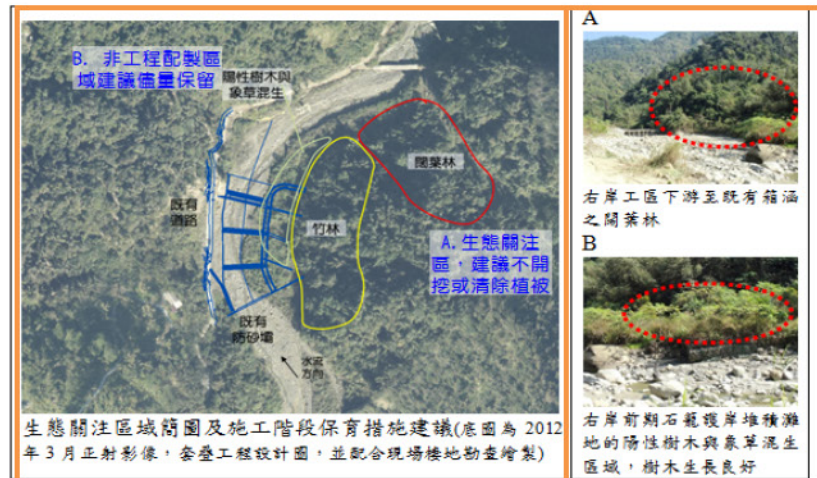 B. 非工程配製區
域建議儘量保留
陽性樹木與
象草混生
闊葉林
竹林
既有
道路
A.生態關注
區，建議不開
挖或清除植被
既有
防砂壩
水流
方向
生態關注區域簡圖及施工階段保育措施建議(底圖為 2012
年 3 月正射影像，套疊工程設計圖，並配合現場棲地勘查繪製)
A
右岸工區下游至既有箱涵
之闊葉林
B
右岸前期石籠護岸堆積灘
地的陽性樹木與象草混生
區域，樹木生長良好